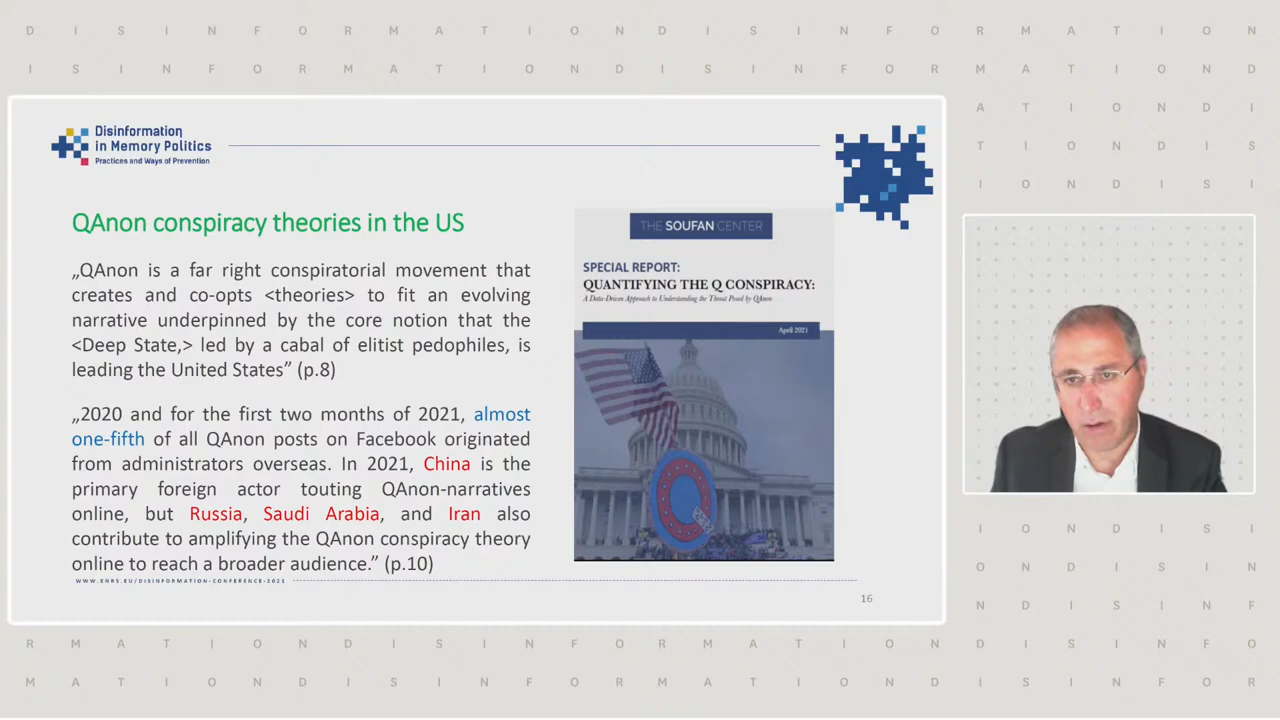 D I S I N F O R M A T I O N D I S I N F O R M A T I O N
I S I N F O R M A T I O N D I S I N F O R M A T I O N D
A T I O N D I
T I O N D I S
I O N D I S I
Disinformation
in Memory Politics
Practices and Ways of Prevention
QAnon conspiracy theories in the US
„QAnon is a far right conspiratorial movement that
creates and co-opts <theories> to fit an evolving
narrative underpinned by the core notion that the
<Deep State,> led by a cabal of elitist pedophiles, is
leading the United States” (p.8)
„2020 and for the first two months of 2021, almost
one-fifth of all QAnon posts on Facebook originated
from administrators overseas. In 2021, China is the
primary foreign actor touting QAnon-narratives
online, but Russia, Saudi Arabia, and Iran also
contribute to amplifying the QAnon conspiracy theory
online to reach a broader audience.” (p.10)
THE SOUFAN CENTER
SPECIAL REPORT:
QUANTIFYING THE Q CONSPIRACY:
A Data-Driven Approach to Understanding the Threat Posed by QAnon
April 2021
Q
WWW.ENRS.EU/DISINFORMATION-CONFERENCE-2021
16
I O N D I S I
O N D I S I N
N D I S I N F
R M A T I O N D I S I N F O R M A T I O N D I S I N F O
M A T I O N D I S I N F O R M A T I O N D I S I N F O R